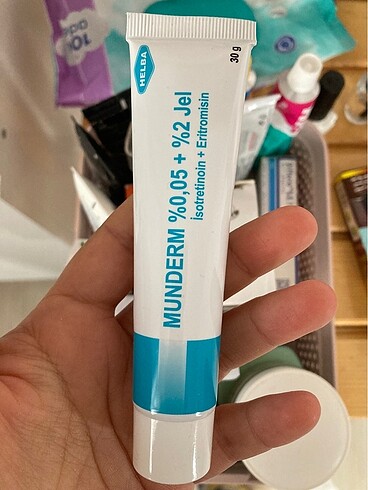 HELBA
30 g
MUNDERM %0,05 + %2 Jel
İsotretinoin + Eritromisin